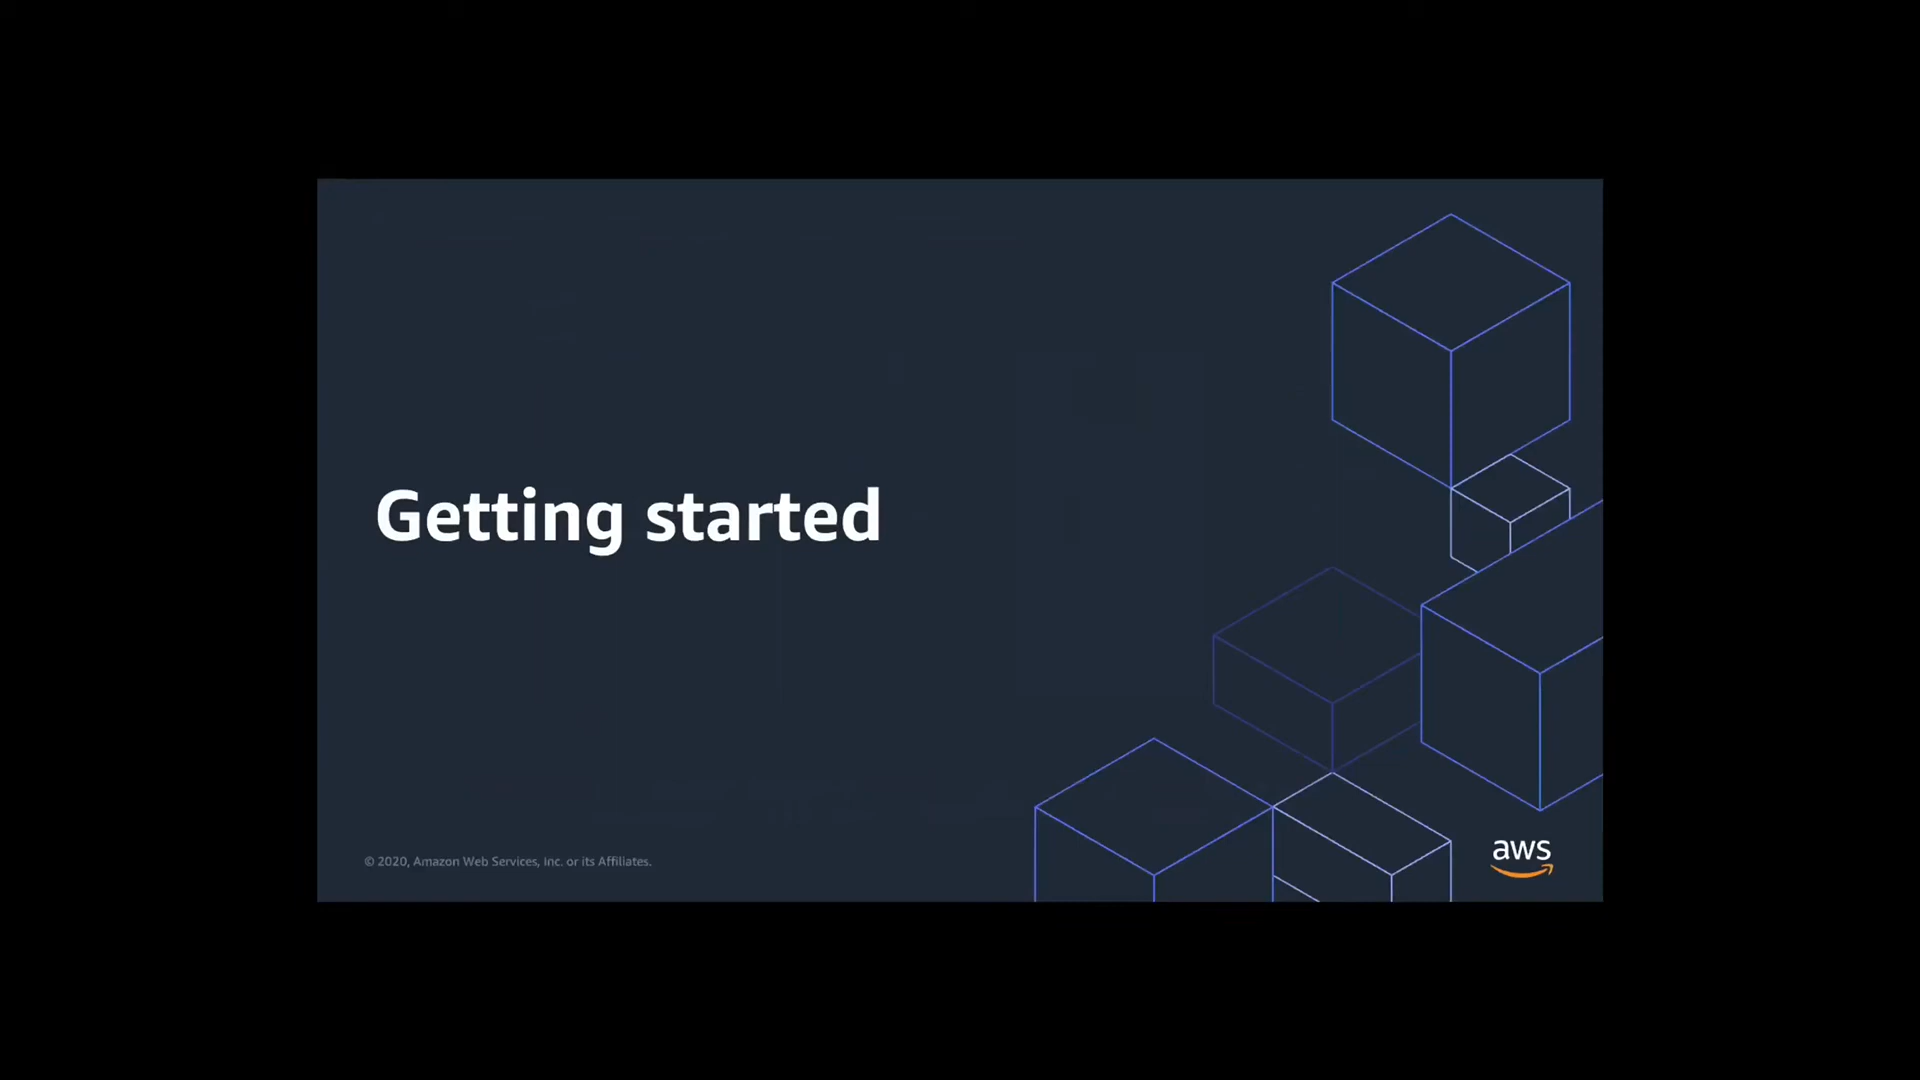 Getting started
© 2020, Amazon Web Services, Inc. or its Affiliates.
aws